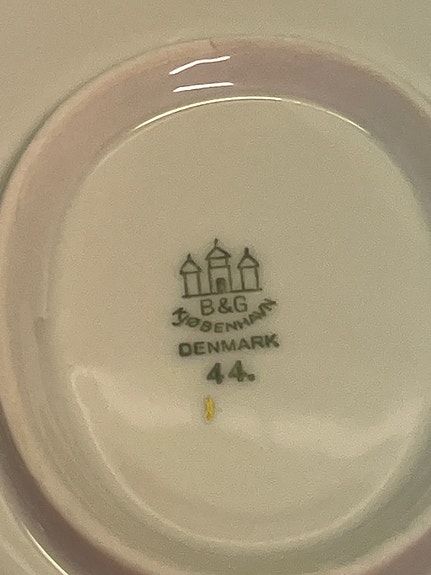 B&G
KJØBENHAVN
DENMARK
44.